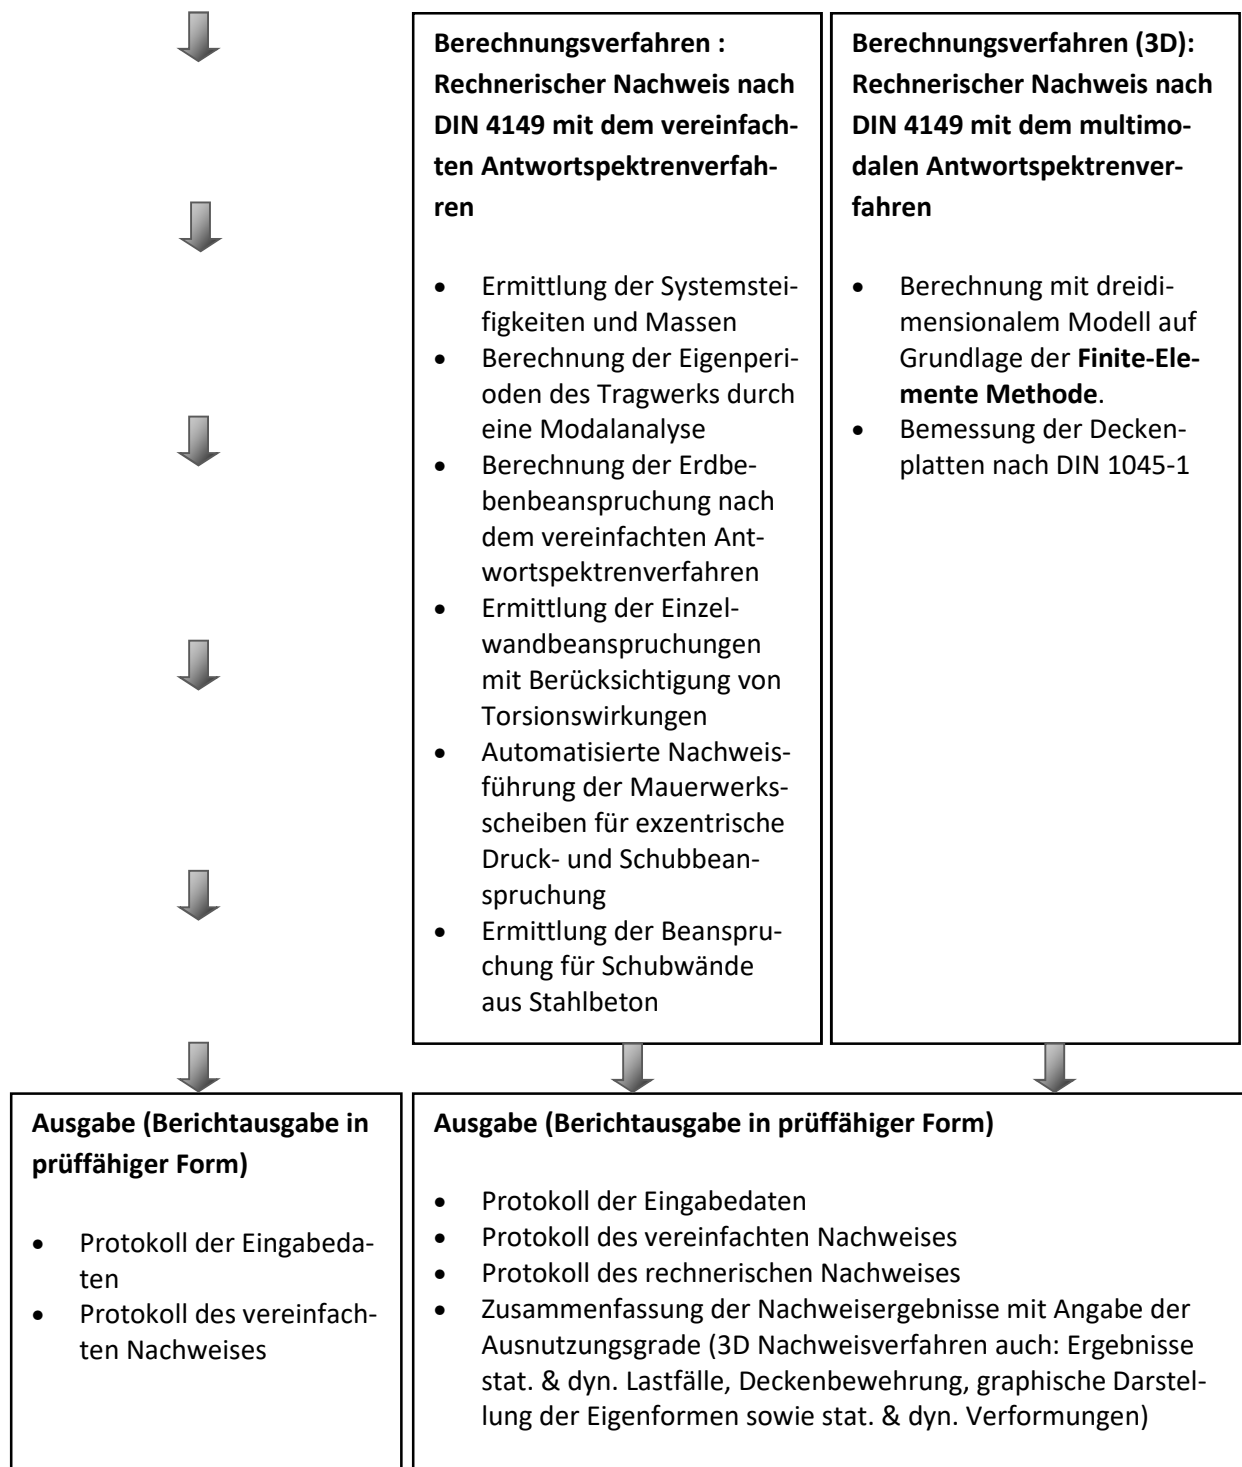 Berechnungsverfahren :
Rechnerischer Nachweis nach
DIN 4149 mit dem vereinfach-
ten Antwortspektrenverfah-
ren
• Ermittlung der Systemstei-
figkeiten und Massen
• Berechnung der Eigenperi-
oden des Tragwerks durch
eine Modalanalyse
• Berechnung der Erdbe-
benbeanspruchung nach
dem vereinfachten Ant-
wortspektrenverfahren
• Ermittlung der Einzel-
wandbeanspruchungen
mit Berücksichtigung von
Torsionswirkungen
• Automatisierte Nachweis-
führung der Mauerwerks-
scheiben für exzentrische
Druck- und Schubbean-
spruchung
• Ermittlung der Beanspru-
chung für Schubwände
aus Stahlbeton
Berechnungsverfahren (3D):
Rechnerischer Nachweis nach
DIN 4149 mit dem multimo-
dalen Antwortspektrenver-
fahren
• Berechnung mit dreidi-
mensionalem Modell auf
Grundlage der Finite-Ele-
mente Methode.
• Bemessung der Decken-
platten nach DIN 1045-1
Ausgabe (Berichtausgabe in
prüffähiger Form)
• Protokoll der Eingabeda-
ten
• Protokoll des vereinfach-
ten Nachweises
Ausgabe (Berichtausgabe in prüffähiger Form)
• Protokoll der Eingabedaten
• Protokoll des vereinfachten Nachweises
• Protokoll des rechnerischen Nachweises
• Zusammenfassung der Nachweisergebnisse mit Angabe der
Ausnutzungsgrade (3D Nachweisverfahren auch: Ergebnisse
stat. & dyn. Lastfälle, Deckenbewehrung, graphische Darstel-
lung der Eigenformen sowie stat. & dyn. Verformungen)